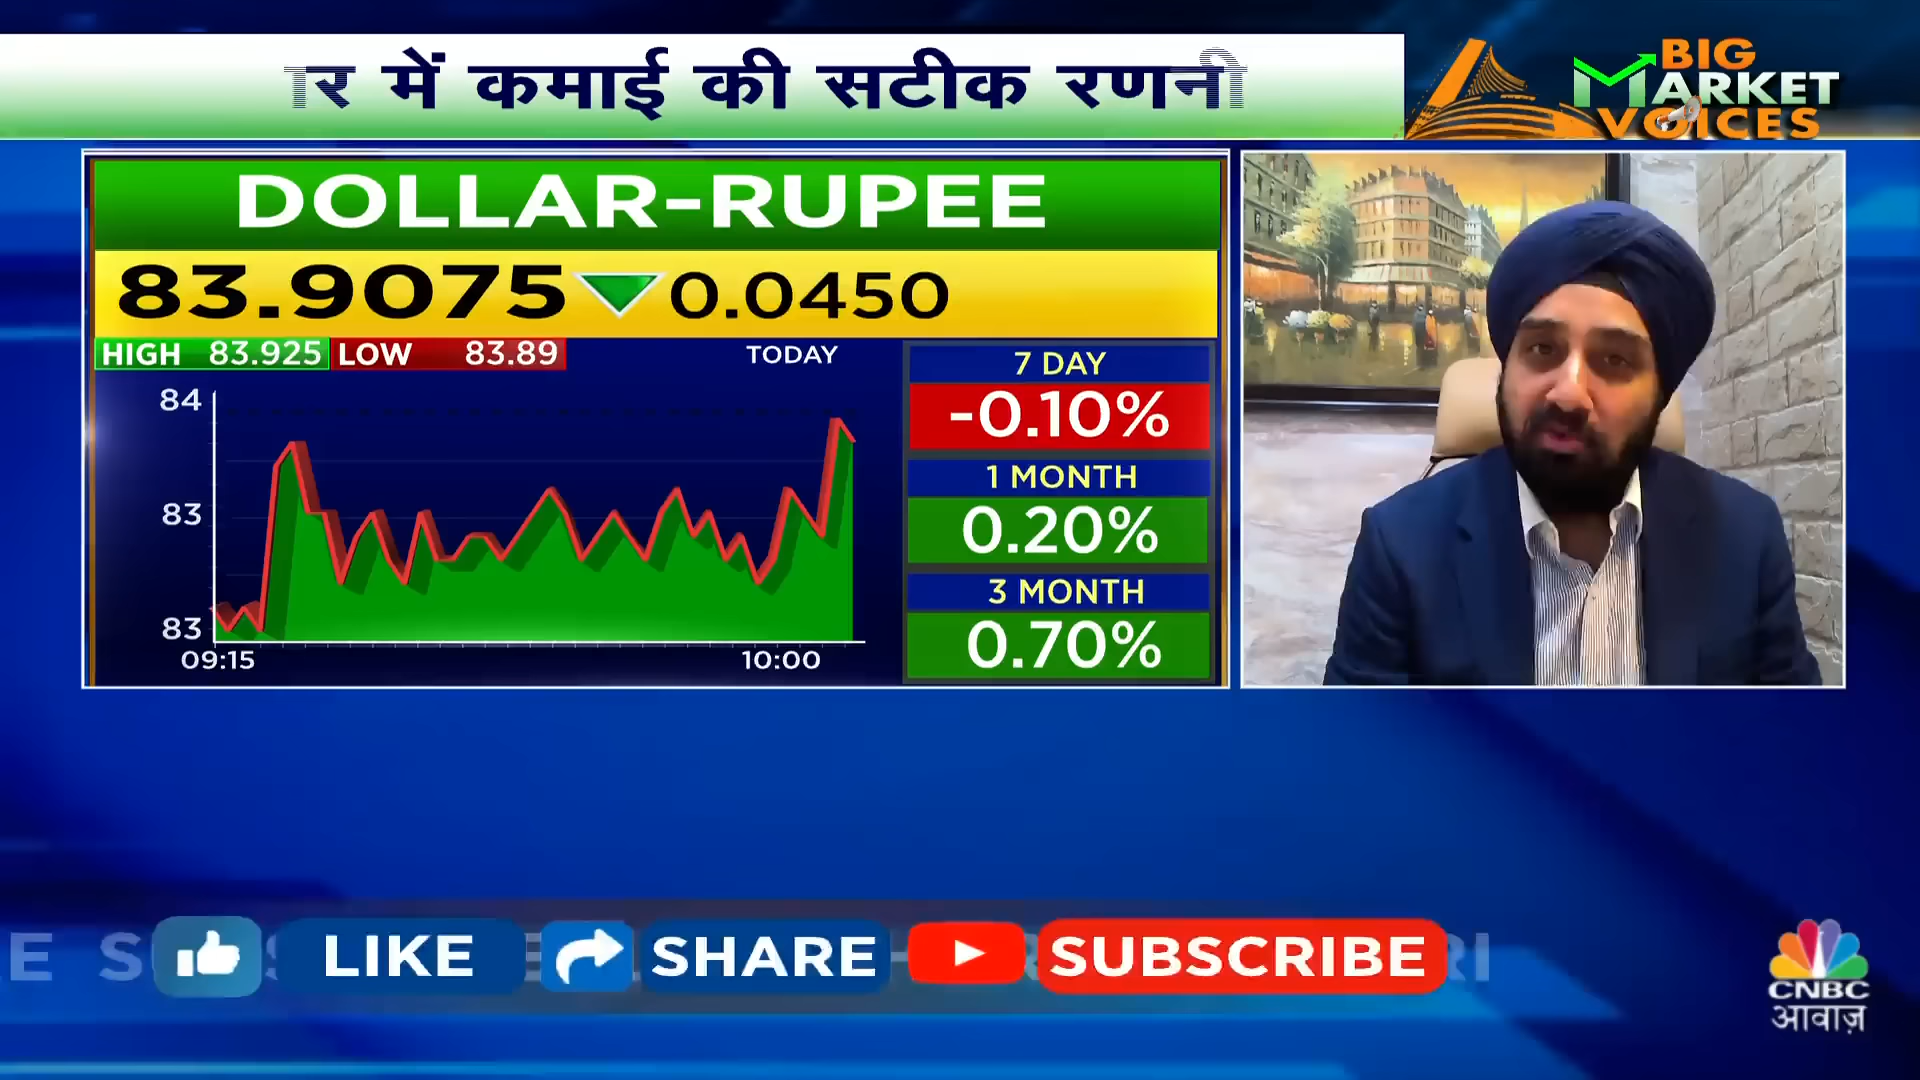 में कमाई की सटीक
BIG
MARKET
VOICES
DOLLAR-RUPEE
83.9075 0.0450
HIGH 83.925 LOW 83.89 TODAY
84
83
83
09:15 10:00
7 DAY
-0.10%
1 MONTH
0.20%
3 MONTH
0.70%
LIKE SHARE SUBSCRIBE
CNBC
आवाज़